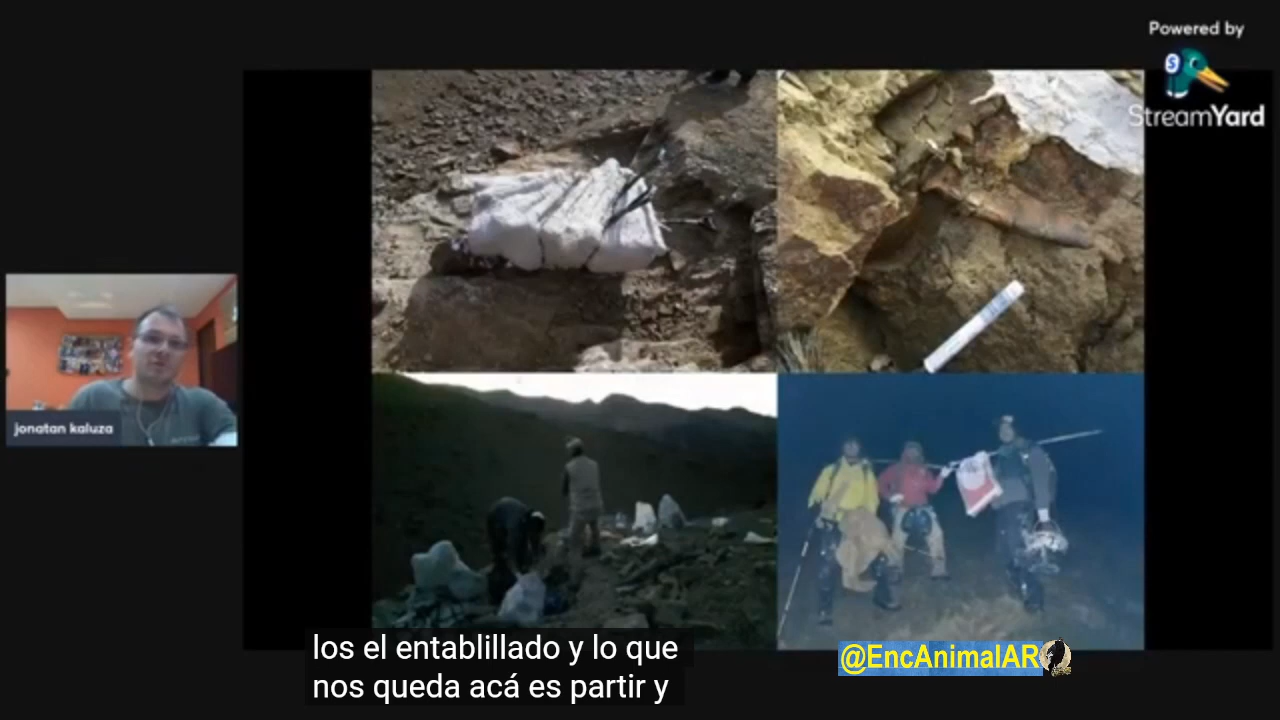 Powered by
StreamYard
jonatan kaluza
los el entablillado y lo que
nos queda acá es partir y
@EncAnimalAR